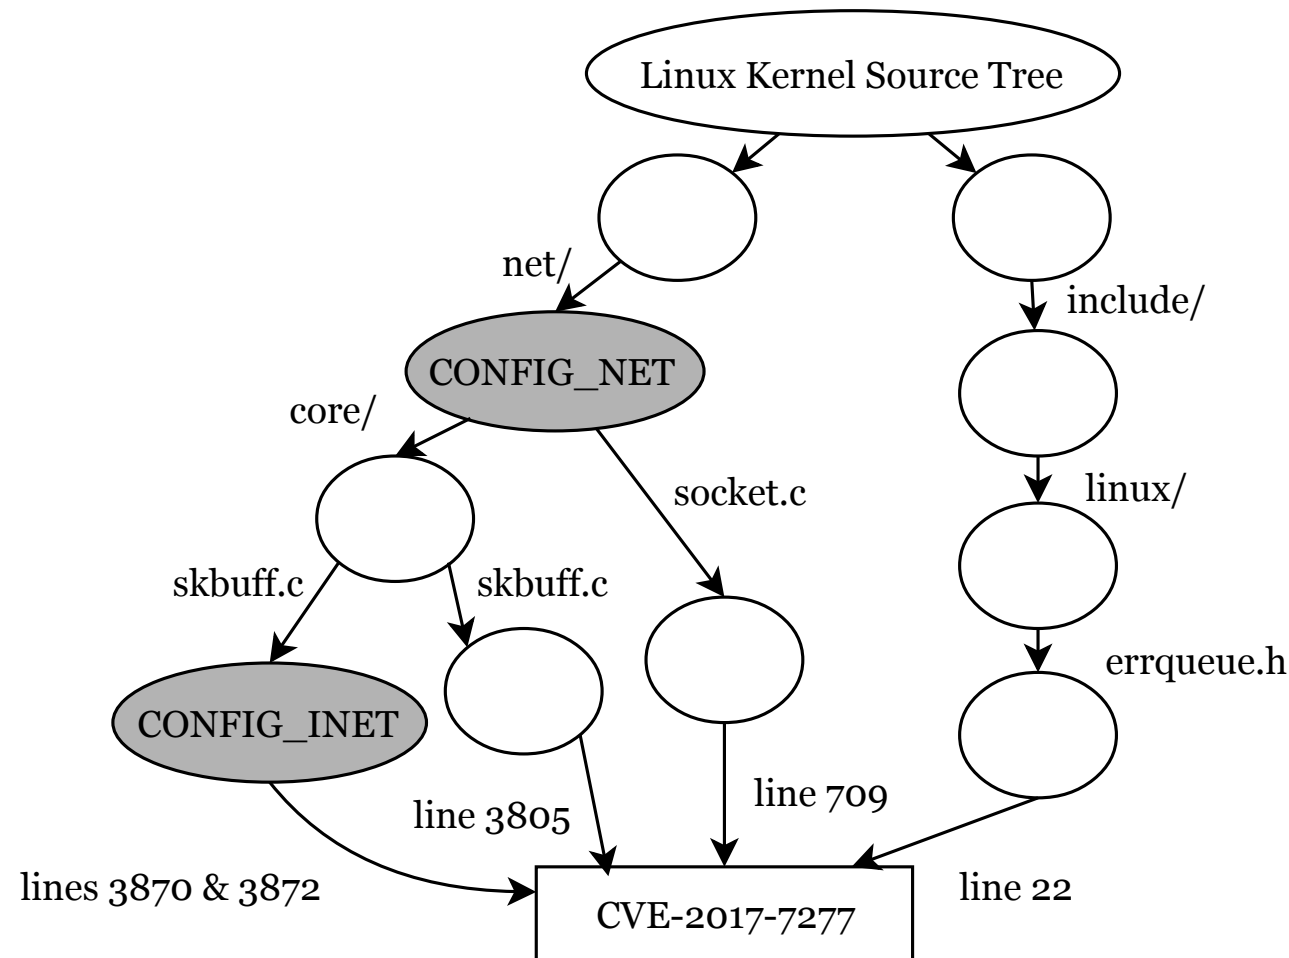 Linux Kernel Source Tree
net/
include/
CONFIG_NET
core/
linux/
socket.c
skbuff.c
skbuff.c
errqueue.h
CONFIG_INET
line 709
line 3805
lines 3870 & 3872
line 22
CVE-2017-7277